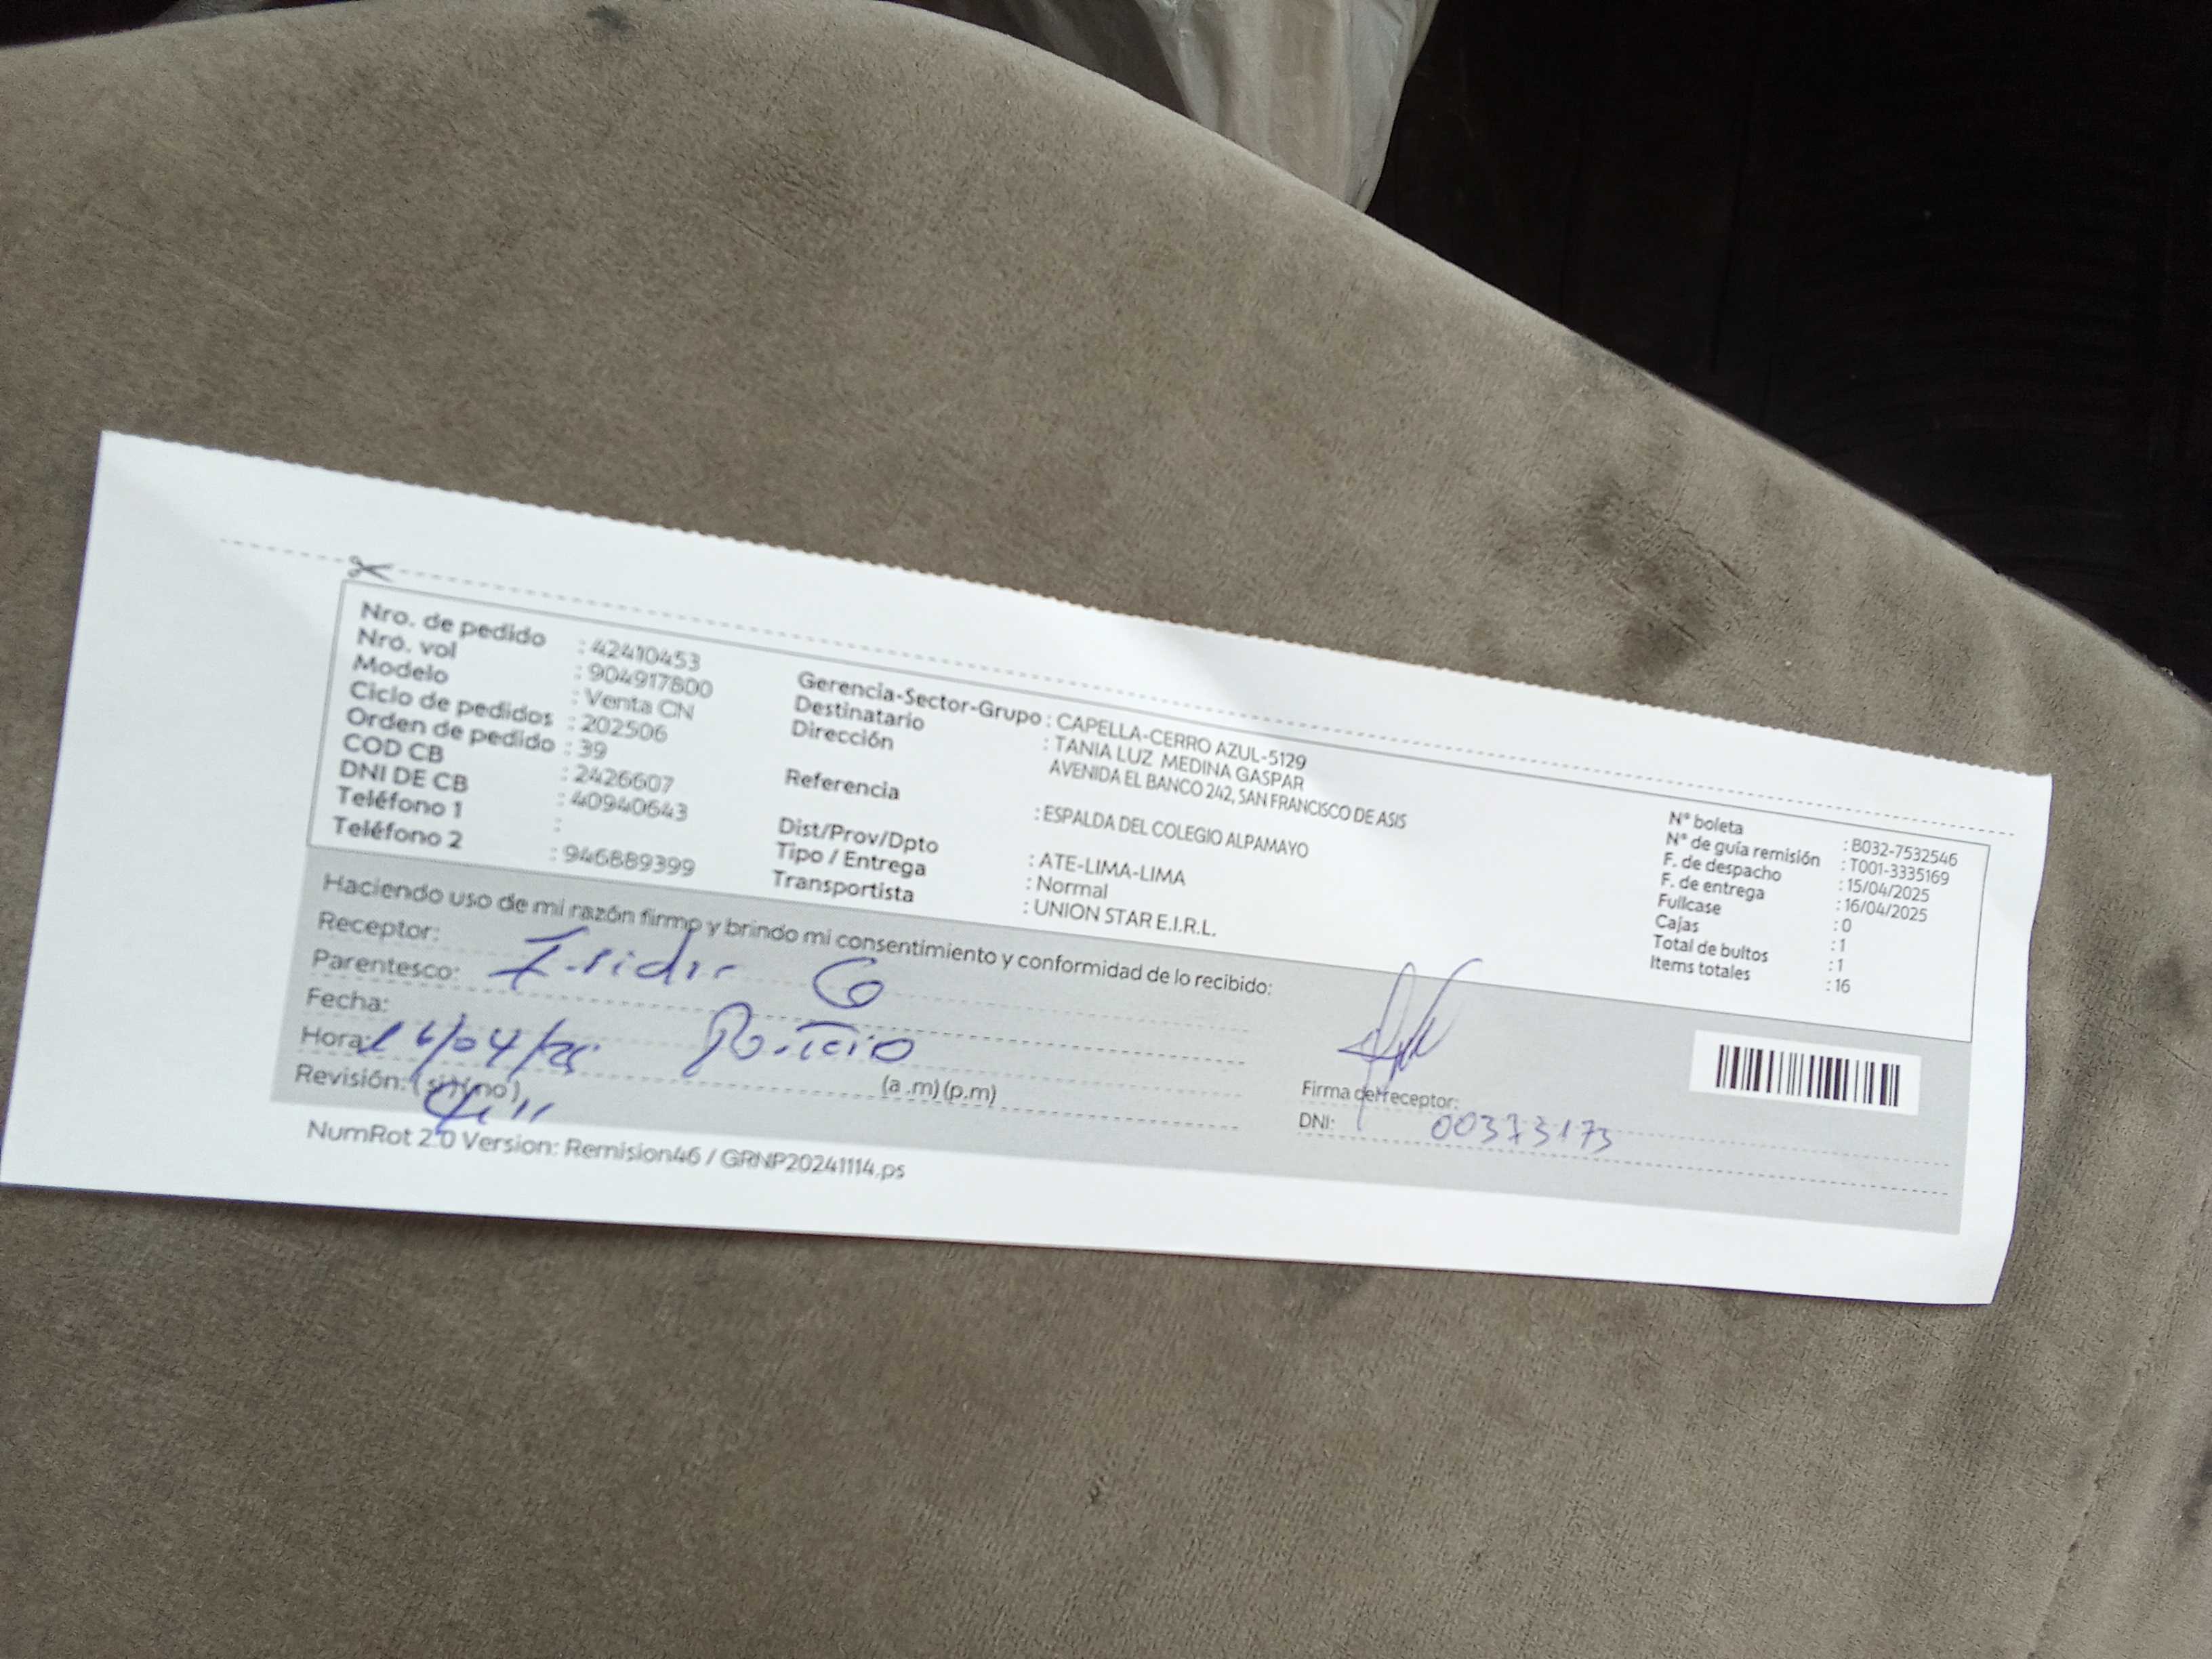 Nro. de pedido : 42410453
Nro. vol : 904917800
Modelo : Venta CN
Ciclo de pedidos : 202506
Orden de pedido : 39
COD CB : 2426607
DNI DE CB : 40940643
Teléfono 1 :
Teléfono 2 : 946889399
Gerencia-Sector-Grupo : CAPELLA-CERRO AZUL-5129
Destinatario : TANIA LUZ MEDINA GASPAR
Dirección AVENIDA EL BANCO 242, SAN FRANCISCO DE ASIS
Referencia : ESPALDA DEL COLEGIO ALPAMAYO
Dist/Prov/Dpto : ATE-LIMA-LIMA
Tipo / Entrega : Normal
Transportista : UNION STAR E.I.R.L.
N° boleta : B032-7532546
N° de guía remisión : T001-3335169
F. de despacho : 15/04/2025
F. de entrega : 16/04/2025
Fullcase : 0
Cajas : 1
Total de bultos : 1
Items totales : 16
Haciendo uso de mi razón firmo y brindo mi consentimiento y conformidad de lo recibido:
Receptor:
Parentesco:
Fecha:
Hora: 16/04/25 (a .m) (p.m)
Revisión: ( si ) ( no )
Firma del receptor:
DNI: 00373173
NumRot 2.0 Version: Remision46 / GRNP20241114.ps